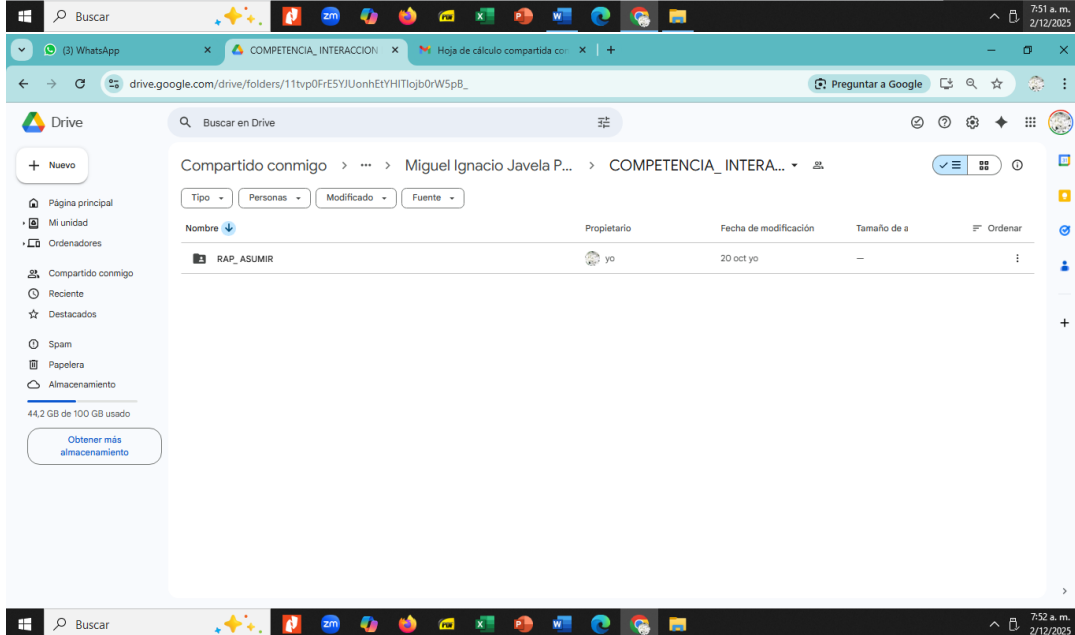 Buscar
zm
7:51 a. m.
2/12/2025
(3) WhatsApp
COMPETENCIA_ INTERACCION
Hoja de cálculo compartida con
drive.google.com/drive/folders/11tvp0FrE5YJUonhEtYHITIojb0rW5pB_
Preguntar a Google
Drive
Buscar en Drive
Nuevo
Compartido conmigo > ... > Miguel Ignacio Javela P... > COMPETENCIA_ INTERA...
Tipo Personas Modificado Fuente
Página principal
Mi unidad
Ordenadores
Compartido conmigo
Reciente
Destacados
Spam
Papelera
Almacenamiento
44,2 GB de 100 GB usado
Obtener más
almacenamiento
Nombre Propietario Fecha de modificación Tamaño de a Ordenar
RAP_ ASUMIR yo 20 oct yo —
Buscar
zm
7:52 a. m.
2/12/2025